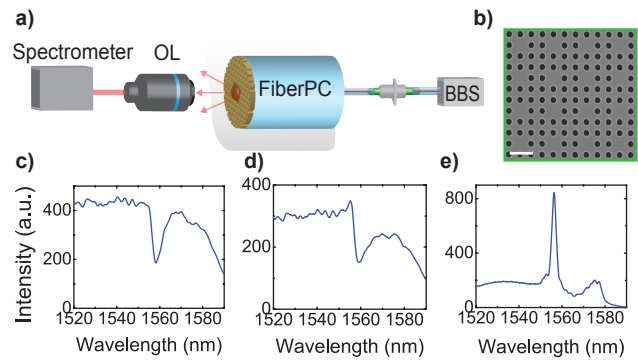 a)
b)
Spectrometer
OL
FiberPC
BBS
c)
d)
e)
Intensity (a.u.)
400
200
0
1520 1540 1560 1580
Wavelength (nm)
400
200
0
1520 1540 1560 1580
Wavelength (nm)
800
400
0
1520 1540 1560 1580
Wavelength (nm)